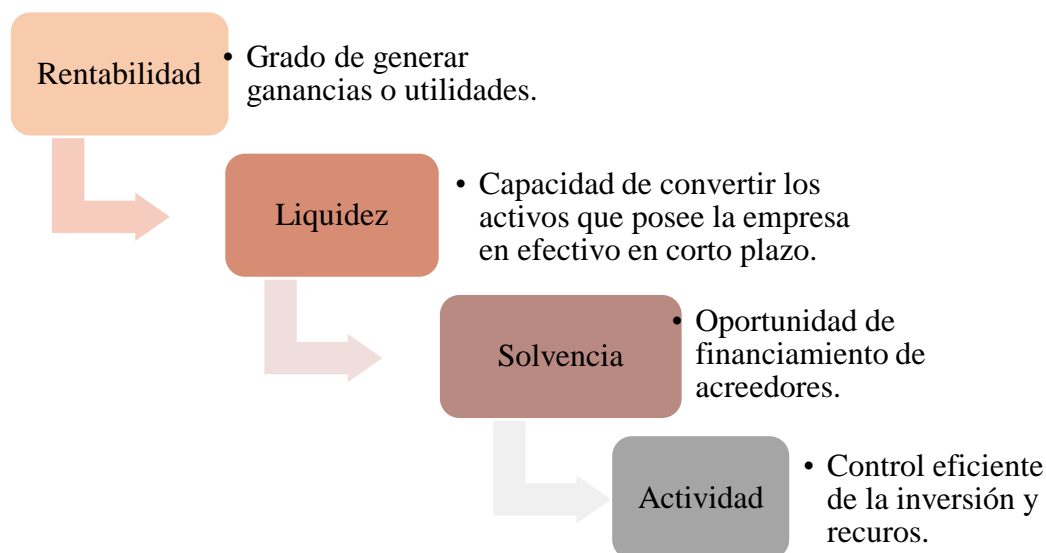 Rentabilidad
• Grado de generar
ganancias o utilidades.
Liquidez
• Capacidad de convertir los
activos que posee la empresa
en efectivo en corto plazo.
Solvencia
• Oportunidad de
financiamiento de
acreedores.
Actividad
• Control eficiente
de la inversión y
recuros.